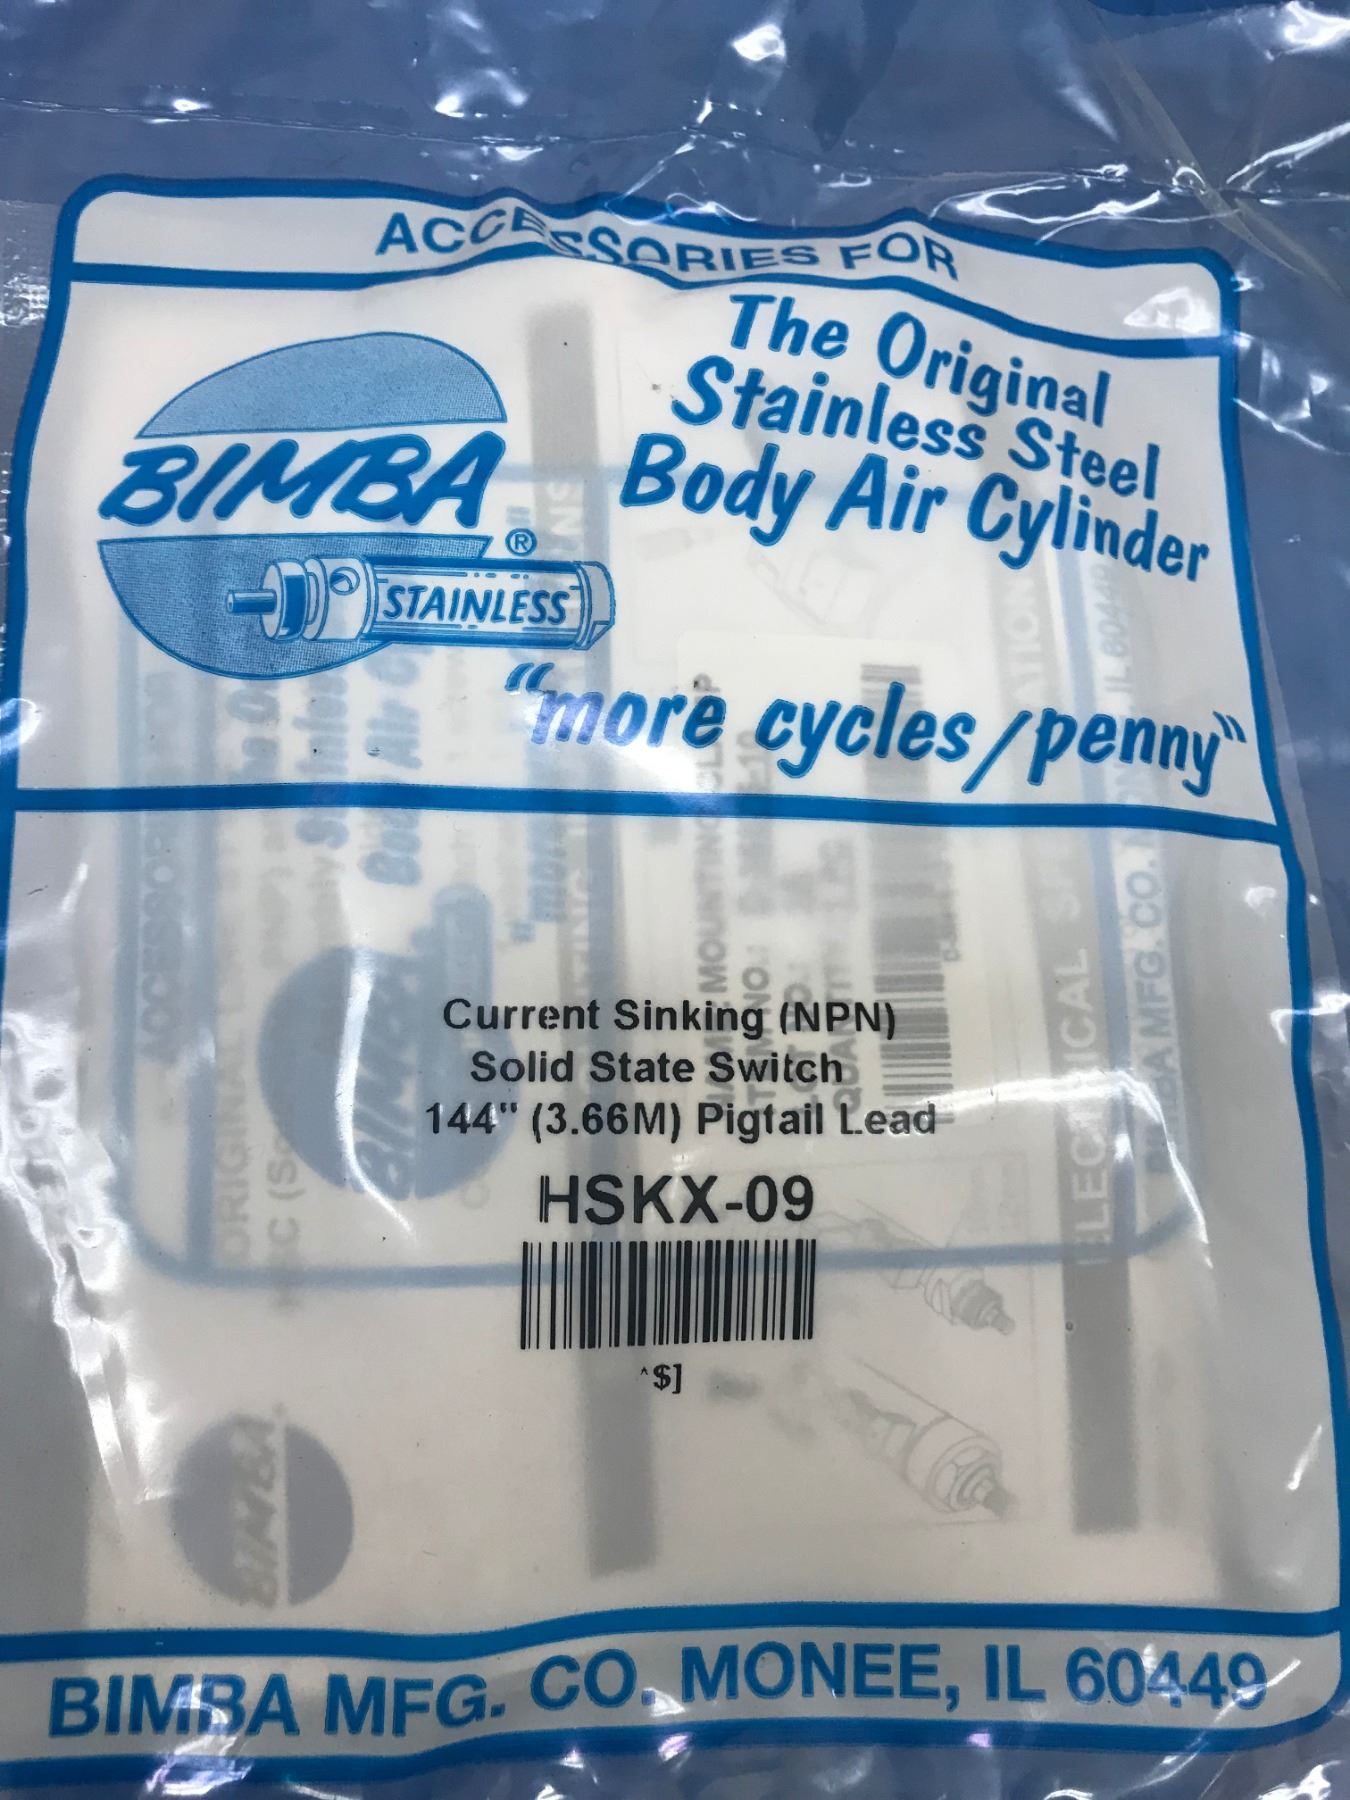 ACCESSORIES FOR
BIMBA
®
STAINLESS
The Original
Stainless Steel
Body Air Cylinder
"more cycles/penny"
Current Sinking (NPN)
Solid State Switch
144" (3.66M) Pigtail Lead
HSKX-09
^$]
BIMBA
BIMBA MFG. CO. MONEE, IL 60449